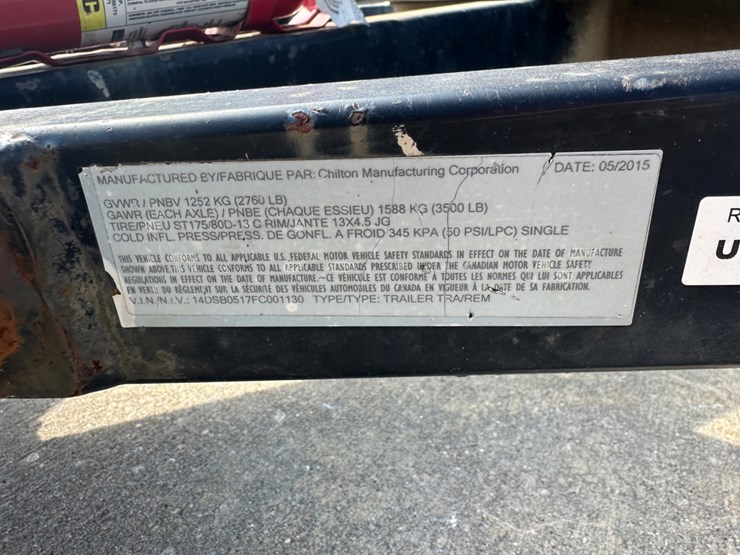 MANUFACTURED BY/FABRIQUE PAR: Chilton Manufacturing Corporation DATE: 05/2015
GVWR / PNBV 1252 KG (2760 LB)
GAWR (EACH AXLE) / PNBE (CHAQUE ESSIEU) 1588 KG (3500 LB)
TIRE/PNEU ST175/80D-13 C RIM/JANTE 13X4.5 JG
COLD INFL. PRESS/PRESS. DE GONFL. A FROID 345 KPA (50 PSI/LPC) SINGLE
THIS VEHICLE CONFORMS TO ALL APPLICABLE U.S. FEDERAL MOTOR VEHICLE SAFETY STANDARDS IN EFFECT ON THE DATE OF MANUFACTURE
SHOWN ABOVE.THIS VEHICLE CONFORMS TO ALL APPLICABLE STANDARDS PRESCRIBED UNDER THE CANADIAN MOTOR VEHICLE SAFETY
REGULATIONS IN EFFECT ON THE DATE OF MANUFACTURE.-CE VÉHICULE EST CONFORME À TOUTES LES NORMES QUI LUI SONT APPLICABLES
EN VERTU DU RÈGLEMENT SUR LA SÉCURITÉ DES VÉHICULES AUTOMOBILES DU CANADA EN VIGUEUR À LA DATE DE SA FABRICATION.
V.I.N./N.I.V.: 14DSB0517FC001130 TYPE/TYPE: TRAILER TRA/REM
R
U